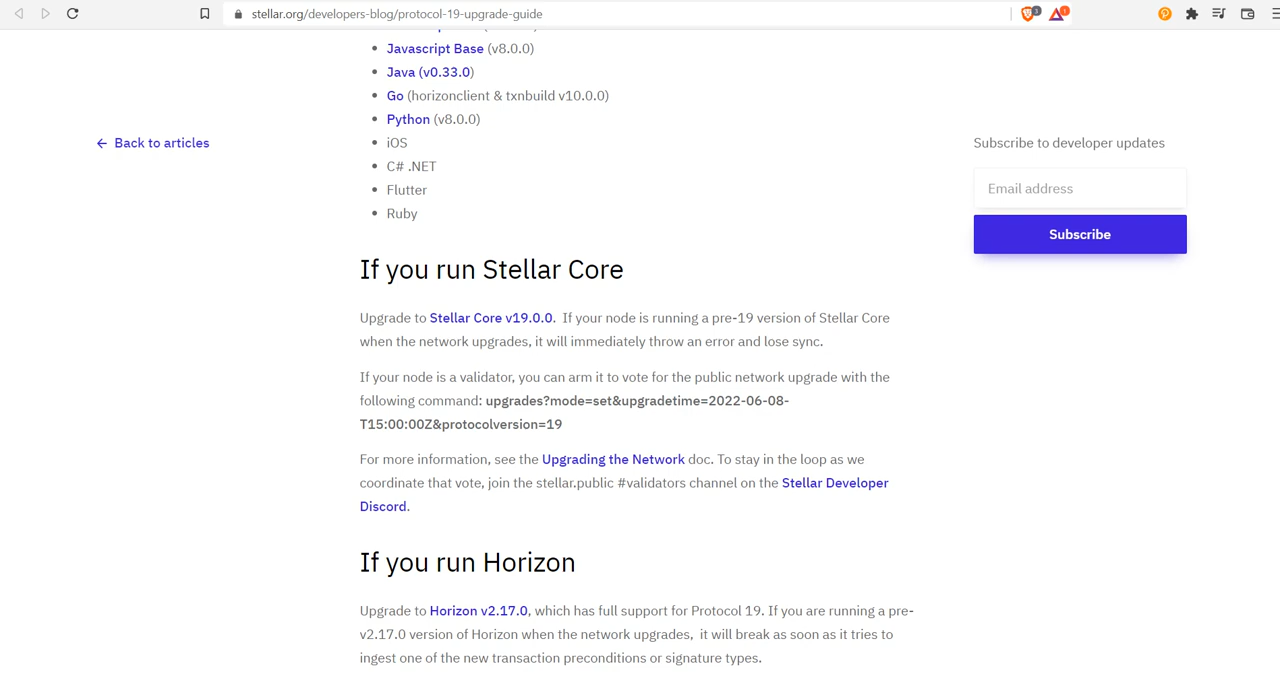 stellar.org/developers-blog/protocol-19-upgrade-guide
3
1
Javascript Base (v8.0.0)
Java (v0.33.0)
Go (horizonclient & txnbuild v10.0.0)
Python (v8.0.0)
← Back to articles
iOS
Subscribe to developer updates
C# .NET
Email address
Flutter
Ruby
Subscribe
If you run Stellar Core
Upgrade to Stellar Core v19.0.0. If your node is running a pre-19 version of Stellar Core
when the network upgrades, it will immediately throw an error and lose sync.
If your node is a validator, you can arm it to vote for the public network upgrade with the
following command: upgrades?mode=set&upgradetime=2022-06-08-
T15:00:00Z&protocolversion=19
For more information, see the Upgrading the Network doc. To stay in the loop as we
coordinate that vote, join the stellar.public #validators channel on the Stellar Developer
Discord.
If you run Horizon
Upgrade to Horizon v2.17.0, which has full support for Protocol 19. If you are running a pre-
v2.17.0 version of Horizon when the network upgrades, it will break as soon as it tries to
ingest one of the new transaction preconditions or signature types.